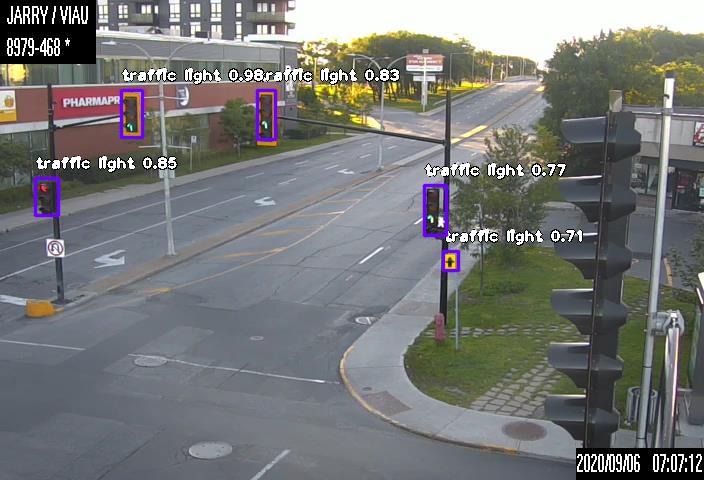 JARRY / VIAU
8979-468 *
traffic light 0.98
traffic light 0.83
PHARMAPR
traffic light 0.85
traffic light 0.77
traffic light 0.71
2020/09/06 07:07:12